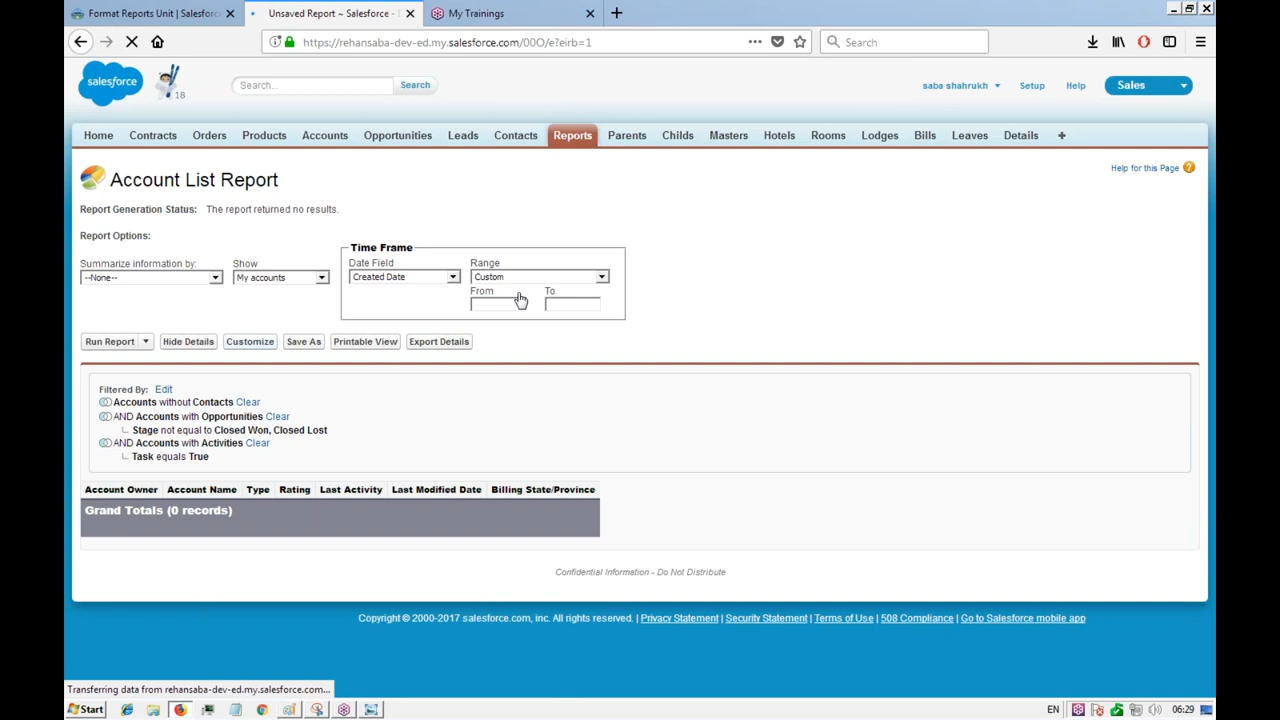 Format Reports Unit | Salesforc
Unsaved Report ~ Salesforce -
My Trainings
https://rehansaba-dev-ed.my.salesforce.com/00O/e?eirb=1
Search
salesforce
18
Search...
Search
saba shahrukh
Setup
Help
Sales
Home Contracts Orders Products Accounts Opportunities Leads Contacts Reports Parents Childs Masters Hotels Rooms Lodges Bills Leaves Details
Account List Report
Help for this Page
Report Generation Status: The report returned no results.
Report Options:
Summarize information by:
--None--
Show
My accounts
Time Frame
Date Field
Created Date
Range
Custom
From
To
Run Report
Hide Details
Customize
Save As
Printable View
Export Details
Filtered By: Edit
Accounts without Contacts Clear
AND Accounts with Opportunities Clear
Stage not equal to Closed Won, Closed Lost
AND Accounts with Activities Clear
Task equals True
Account Owner Account Name Type Rating Last Activity Last Modified Date Billing State/Province
Grand Totals (0 records)
Confidential Information - Do Not Distribute
Copyright © 2000-2017 salesforce.com, inc. All rights reserved. | Privacy Statement | Security Statement | Terms of Use | 508 Compliance | Go to Salesforce mobile app
Transferring data from rehansaba-dev-ed.my.salesforce.com...
Start
EN
06:29